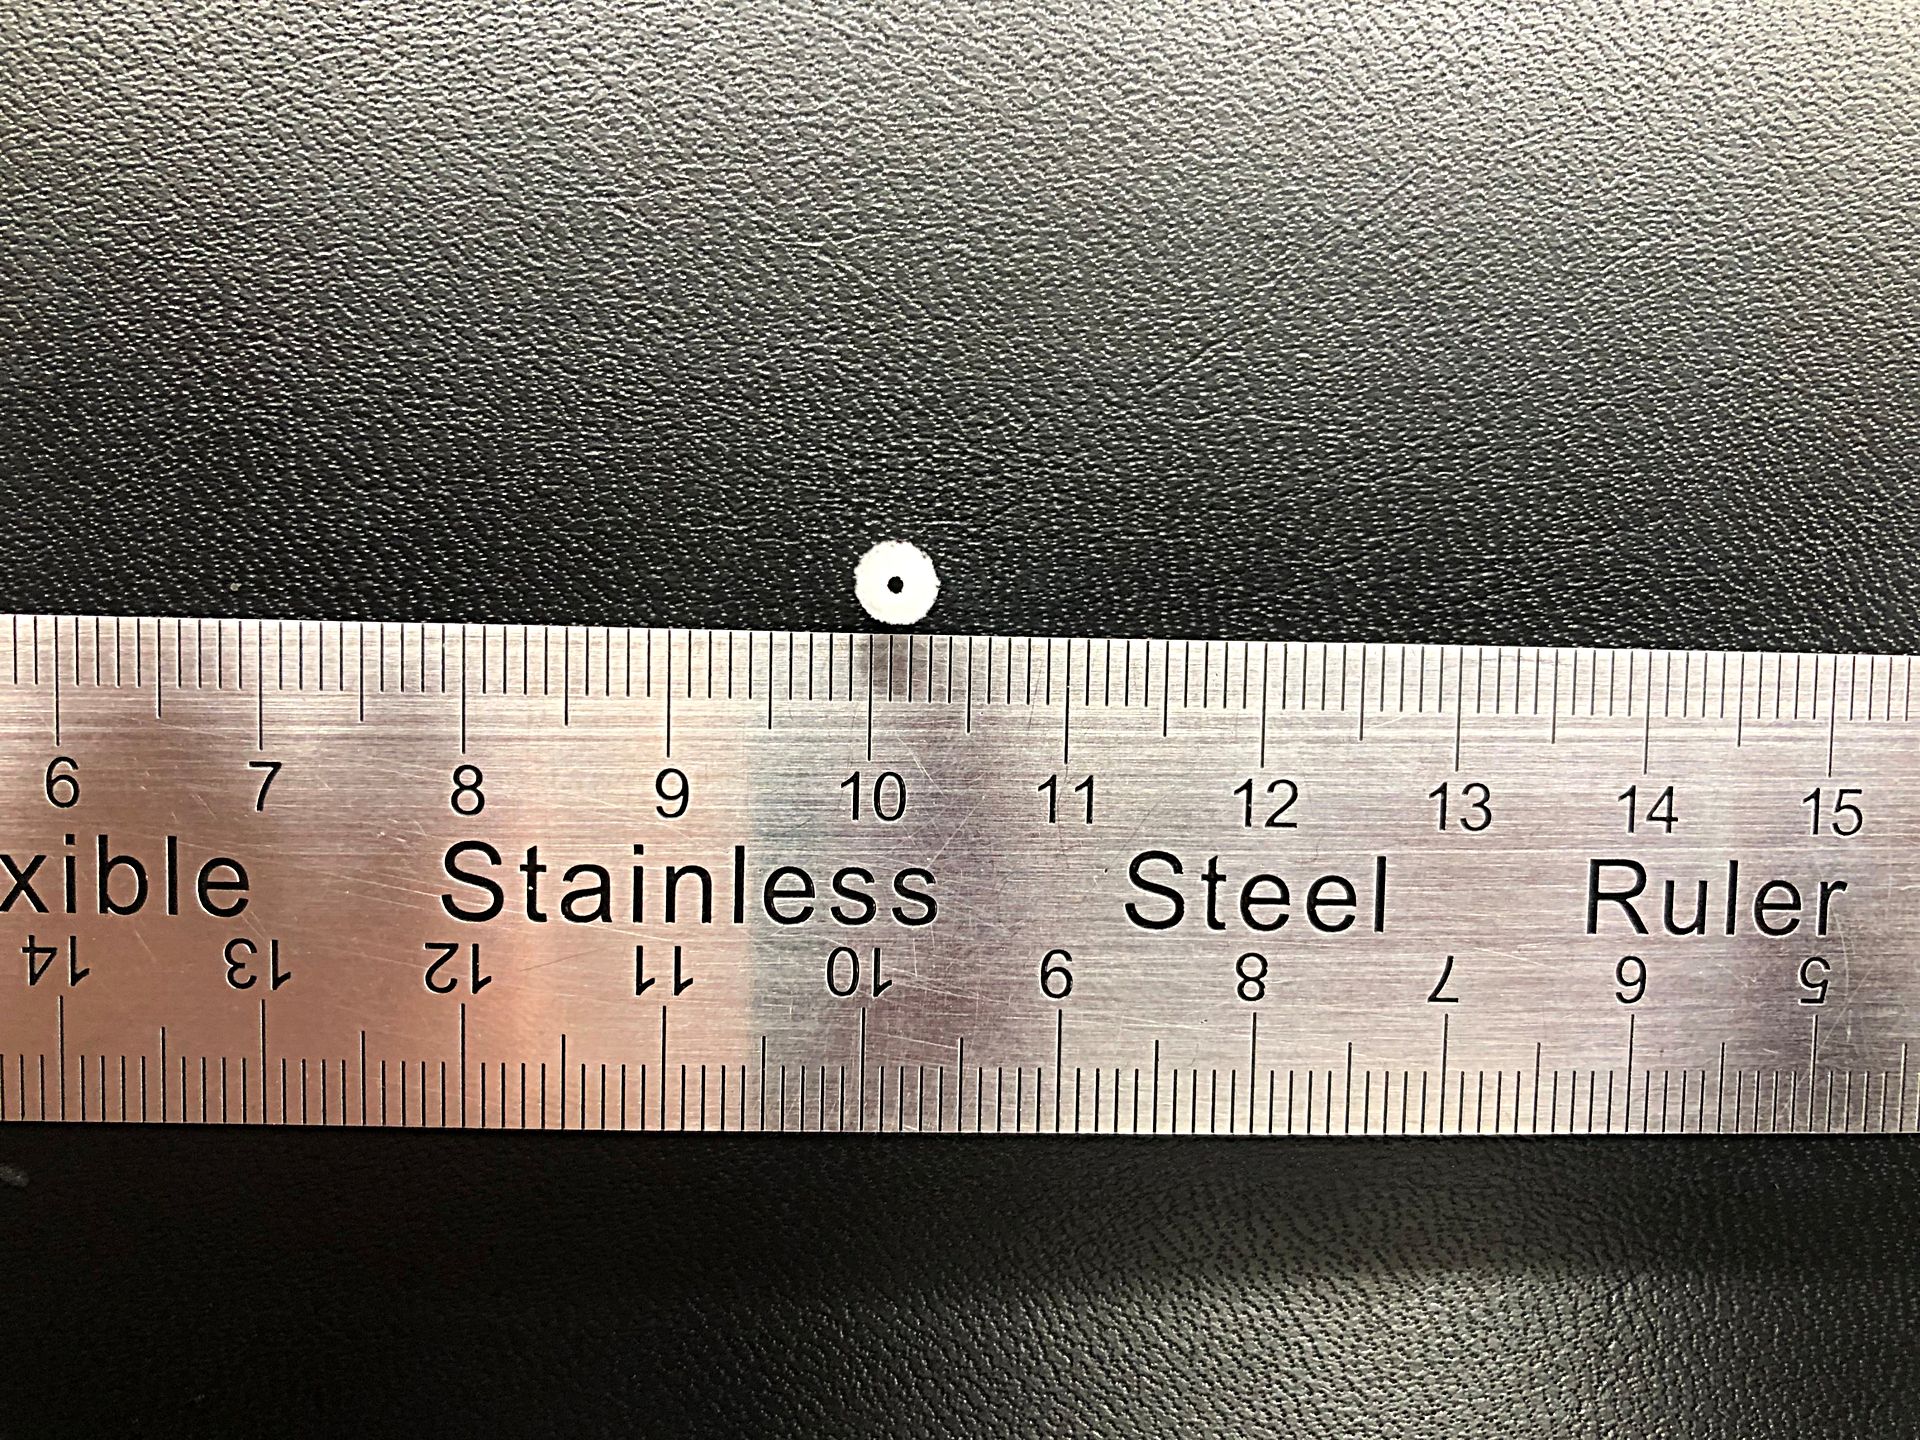 6 7 8 9 10 11 12 13 14 15
xible Stainless Steel Ruler
14 13 12 11 10 9 8 7 6 5